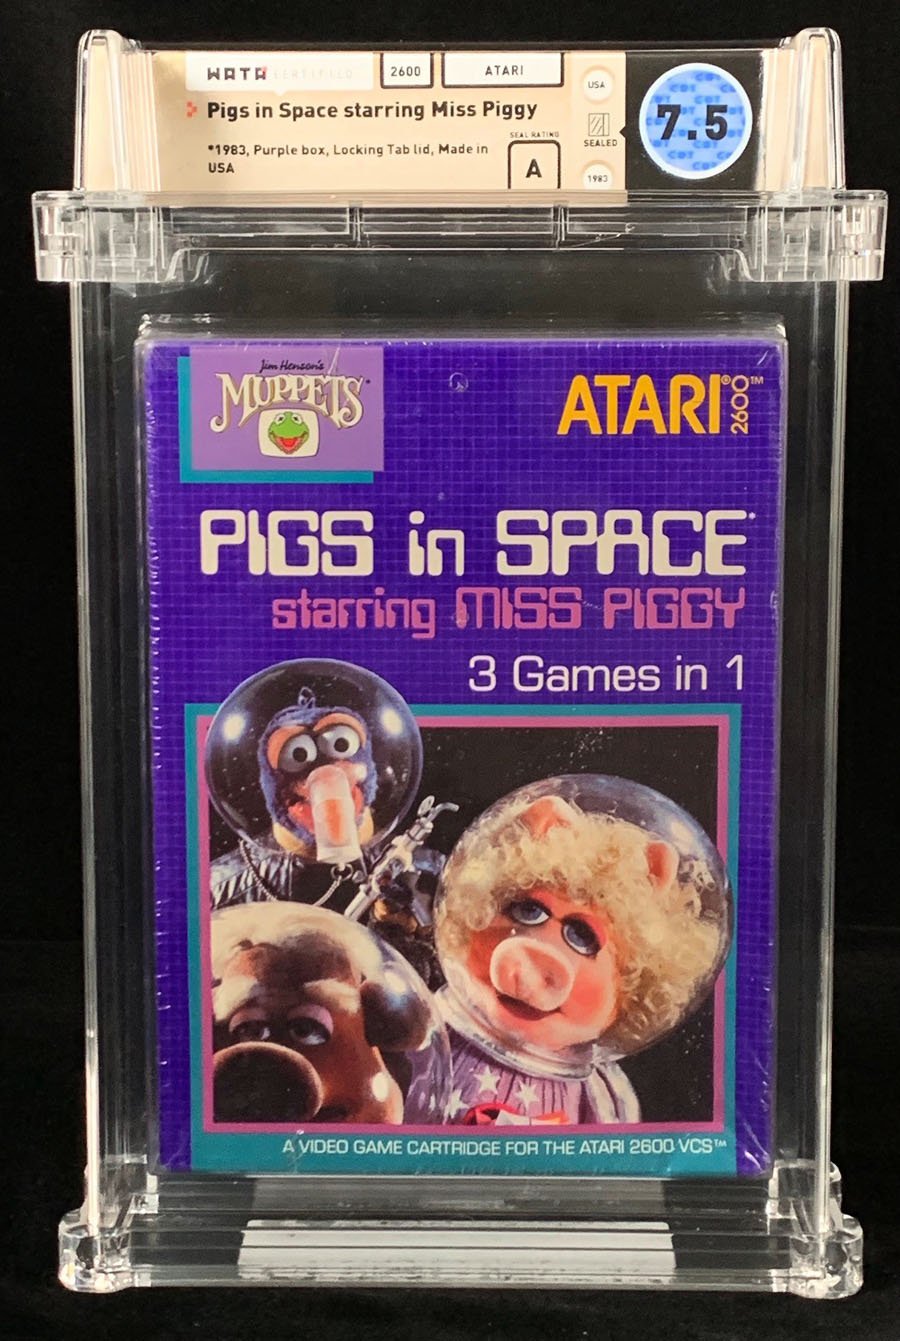 WATA CERTIFIED
2600
ATARI
USA
Pigs in Space starring Miss Piggy
7.5
SEAL RATING
SEALED
*1983, Purple box, Locking Tab lid, Made in
USA
A
1983
Jim Henson's
MUPPETS*
ATARI® 2600™
PIGS in SPACE*
starring MISS PIGGY
3 Games in 1
A VIDEO GAME CARTRIDGE FOR THE ATARI 2600 VCS™